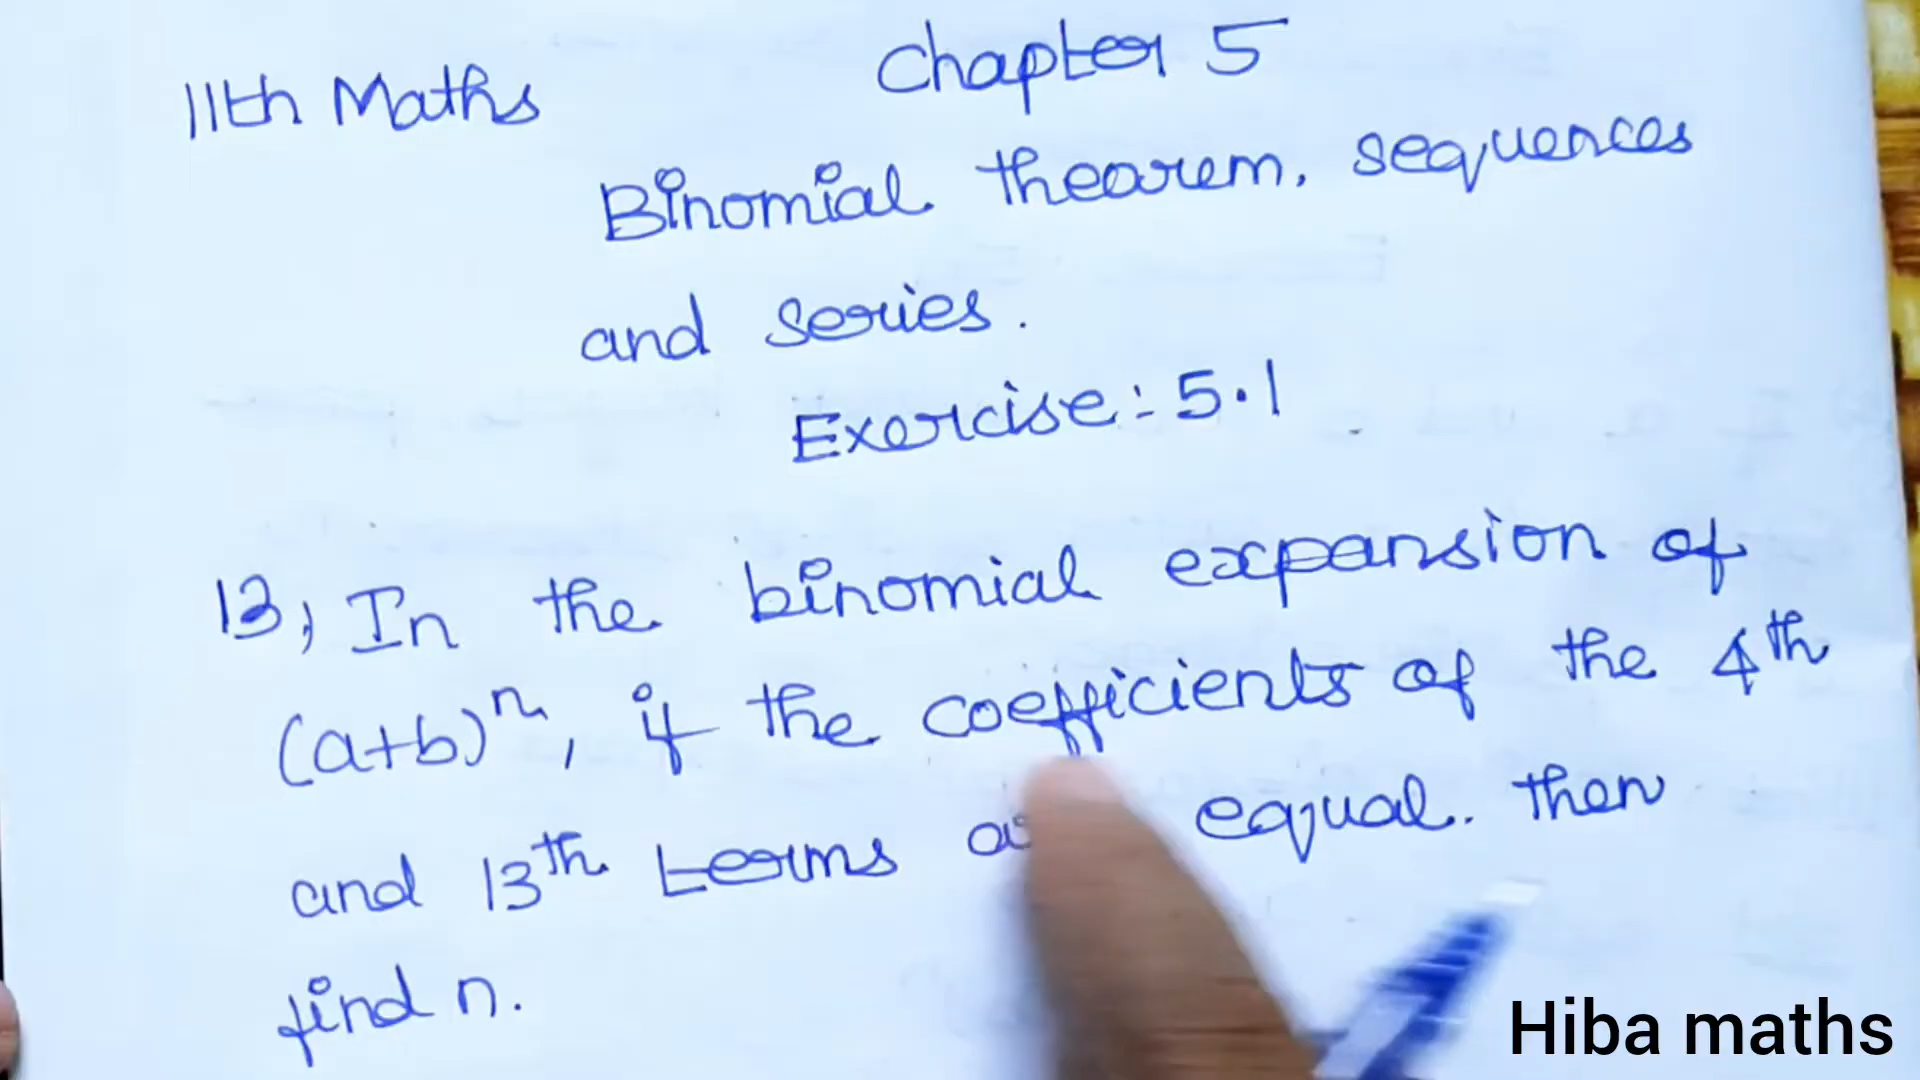 11th Maths
Chapter 5
Binomial theorem, sequences
and series.
Exercise:- 5.1
13, In the binomial expansion of
(a+b)^n, if the coefficients of the 4th
and 13th terms equal. then
find n.
Hiba maths